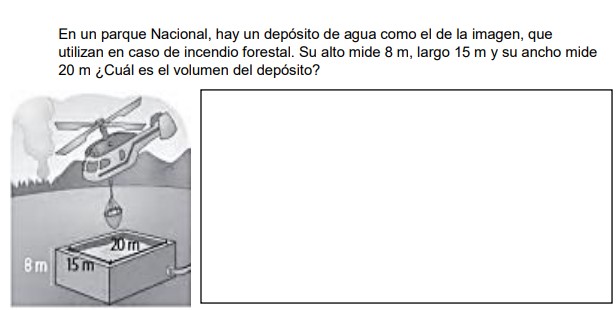 En un parque Nacional, hay un depósito de agua como el de la imagen, que
utilizan en caso de incendio forestal. Su alto mide 8 m, largo 15 m y su ancho mide
20 m ¿Cuál es el volumen del depósito?
20 m
8 m 15 m